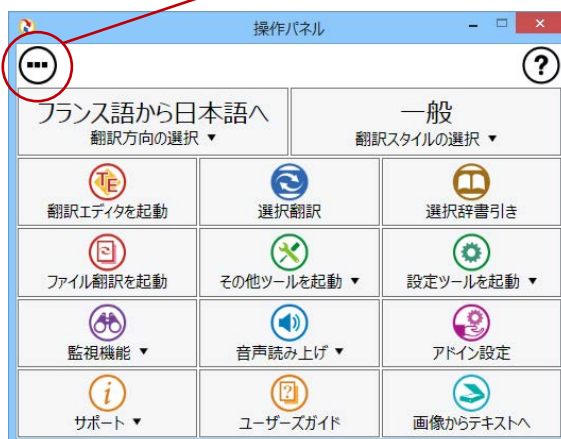 操作パネル
フランス語から日本語へ 一般
翻訳方向の選択 ▼ 翻訳スタイルの選択 ▼
TE
翻訳エディタを起動 選択翻訳 選択辞書引き
ファイル翻訳を起動 その他ツールを起動 ▼ 設定ツールを起動 ▼
監視機能 ▼ 音声読み上げ ▼ アドイン設定
サポート ▼ ユーザーズガイド 画像からテキストへ